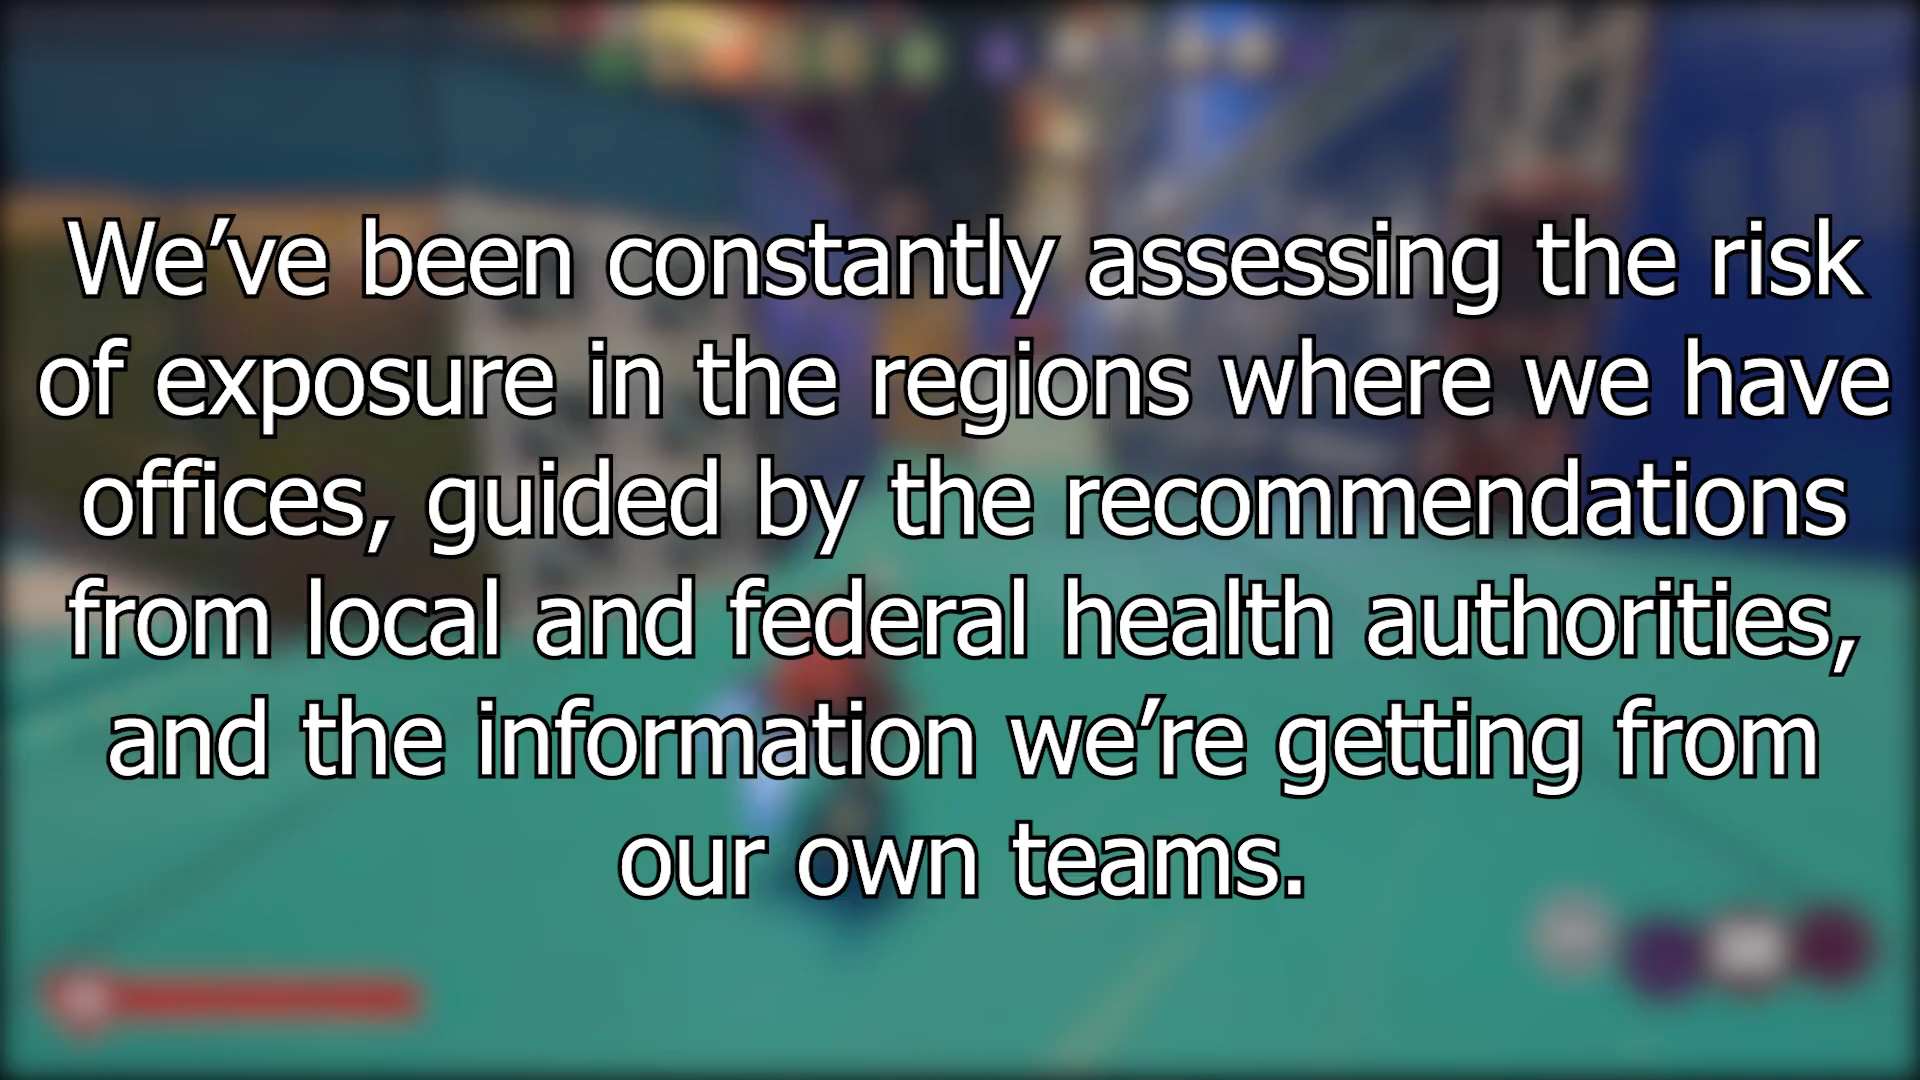 We’ve been constantly assessing the risk
of exposure in the regions where we have
offices, guided by the recommendations
from local and federal health authorities,
and the information we’re getting from
our own teams.